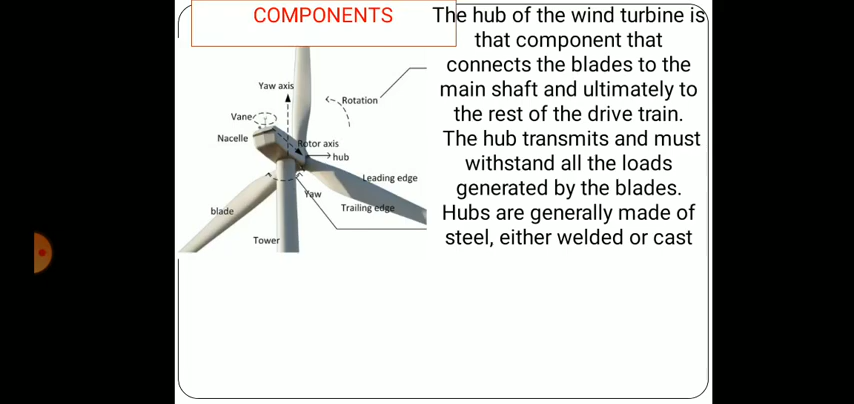 COMPONENTS
The hub of the wind turbine is
that component that
connects the blades to the
main shaft and ultimately to
the rest of the drive train.
The hub transmits and must
withstand all the loads
generated by the blades.
Hubs are generally made of
steel, either welded or cast
Yaw axis
Rotation
Vane
Nacelle
Rotor axis
hub
Leading edge
Yaw
blade
Trailing edge
Tower